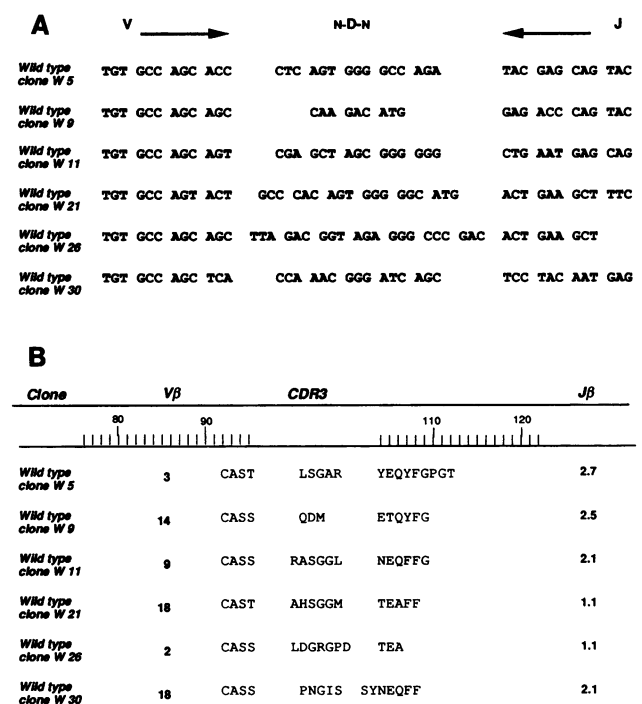 A
V N-D-N J
Wild type clone W 5 TGT GCC AGC ACC CTC AGT GGG GCC AGA TAC GAG CAG TAC
Wild type clone W 9 TGT GCC AGC AGC CAA GAC ATG GAG ACC CAG TAC
Wild type clone W 11 TGT GCC AGC AGT CGA GCT AGC GGG GGG CTG AAT GAG CAG
Wild type clone W 21 TGT GCC AGT ACT GCC CAC AGT GGG GGC ATG ACT GAA GCT TTC
Wild type clone W 26 TGT GCC AGC AGC TTA GAC GGT AGA GGG CCC GAC ACT GAA GCT
Wild type clone W 30 TGT GCC AGC TCA CCA AAC GGG ATC AGC TCC TAC AAT GAG
B
Clone Vβ CDR3 Jβ
80 90 110 120
Wild type clone W 5 3 CAST LSGAR YEQYFGPGT 2.7
Wild type clone W 9 14 CASS QDM ETQYFG 2.5
Wild type clone W 11 9 CASS RASGGL NEQFFG 2.1
Wild type clone W 21 18 CAST AHSGGM TEAFF 1.1
Wild type clone W 26 2 CASS LDGRGPD TEA 1.1
Wild type clone W 30 18 CASS PNGIS SYNEQFF 2.1